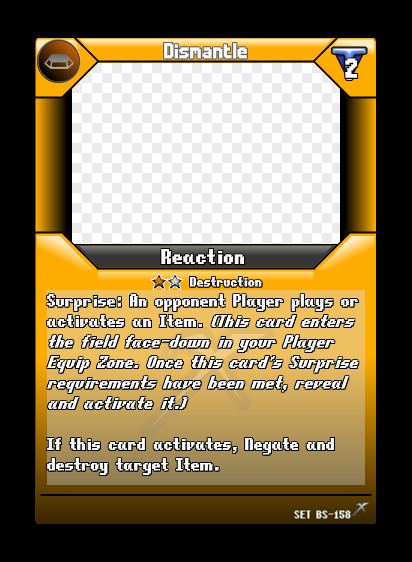 Dismantle
2
Reaction
Destruction
Surprise: An opponent Player plays or
activates an Item. (This card enters
the field face-down in your Player
Equip Zone. Once this card's Surprise
requirements have been met, reveal
and activate it.)
If this card activates, Negate and
destroy target Item.
SET BS-158